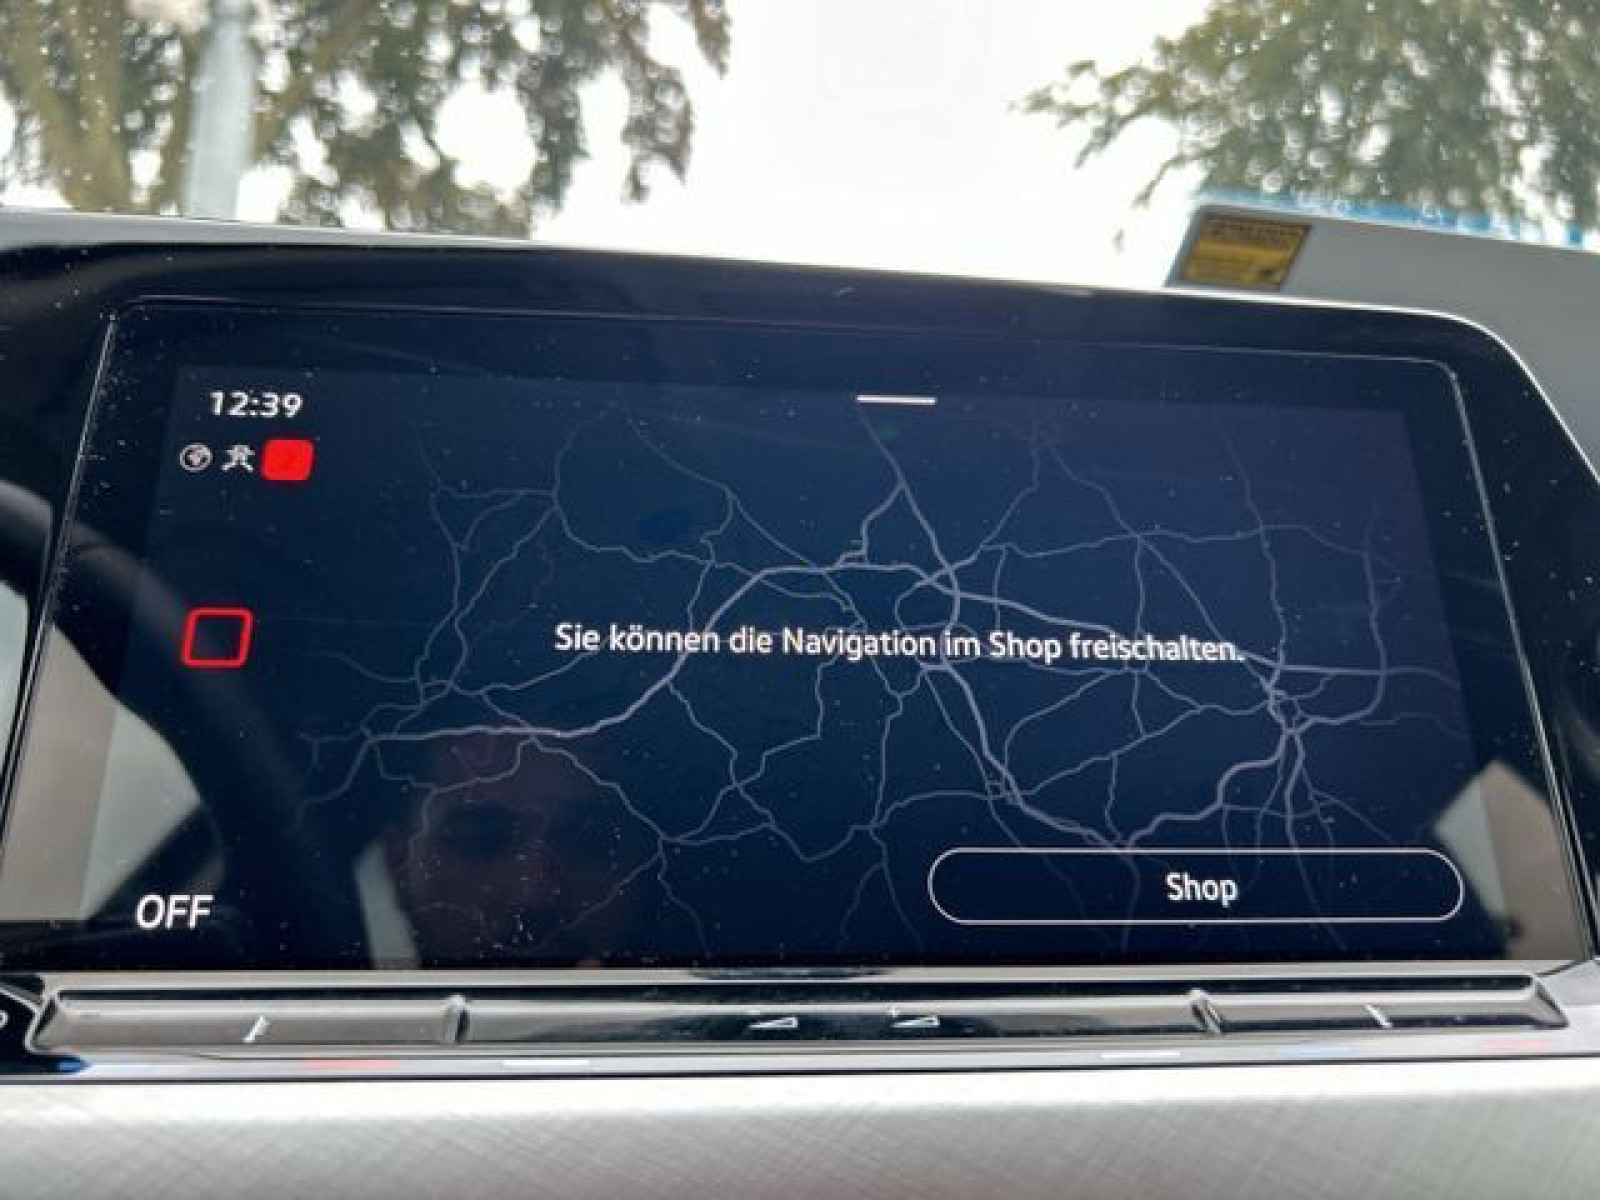 12:39
Sie können die Navigation im Shop freischalten.
OFF
Shop